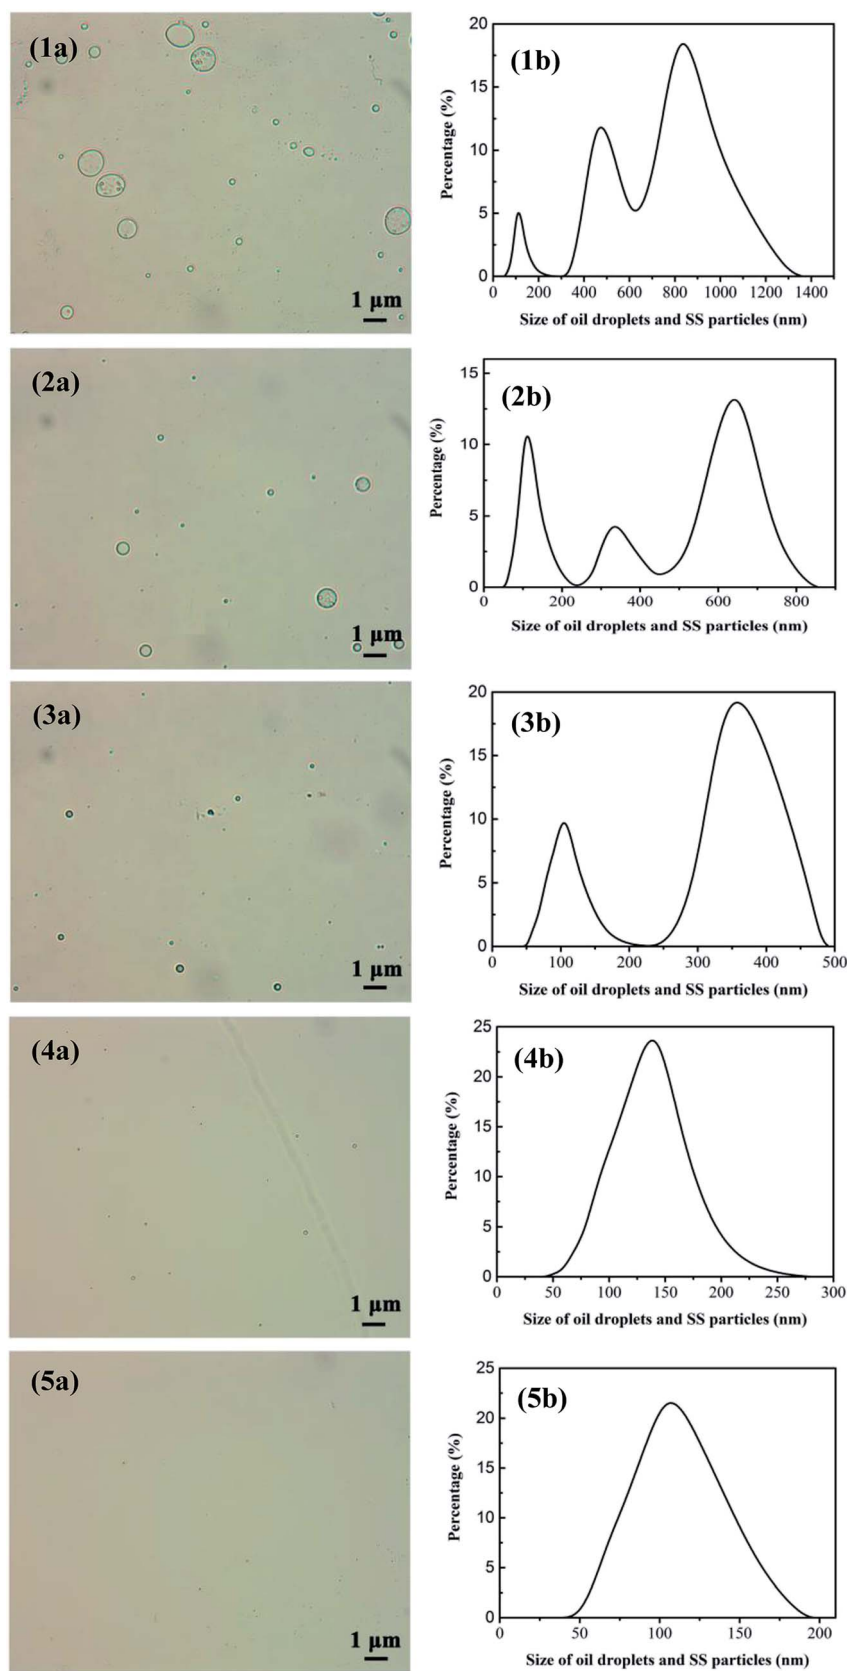 (1a)
1 μm
(1b)
Percentage (%)
20
15
10
5
0
0 200 400 600 800 1000 1200 1400
Size of oil droplets and SS particles (nm)
(2a)
1 μm
(2b)
Percentage (%)
15
10
5
0
0 200 400 600 800
Size of oil droplets and SS particles (nm)
(3a)
1 μm
(3b)
Percentage (%)
20
15
10
5
0
0 100 200 300 400 500
Size of oil droplets and SS particles (nm)
(4a)
1 μm
(4b)
Percentage (%)
25
20
15
10
5
0
0 50 100 150 200 250 300
Size of oil droplets and SS particles (nm)
(5a)
1 μm
(5b)
Percentage (%)
25
20
15
10
5
0
0 50 100 150 200
Size of oil droplets and SS particles (nm)